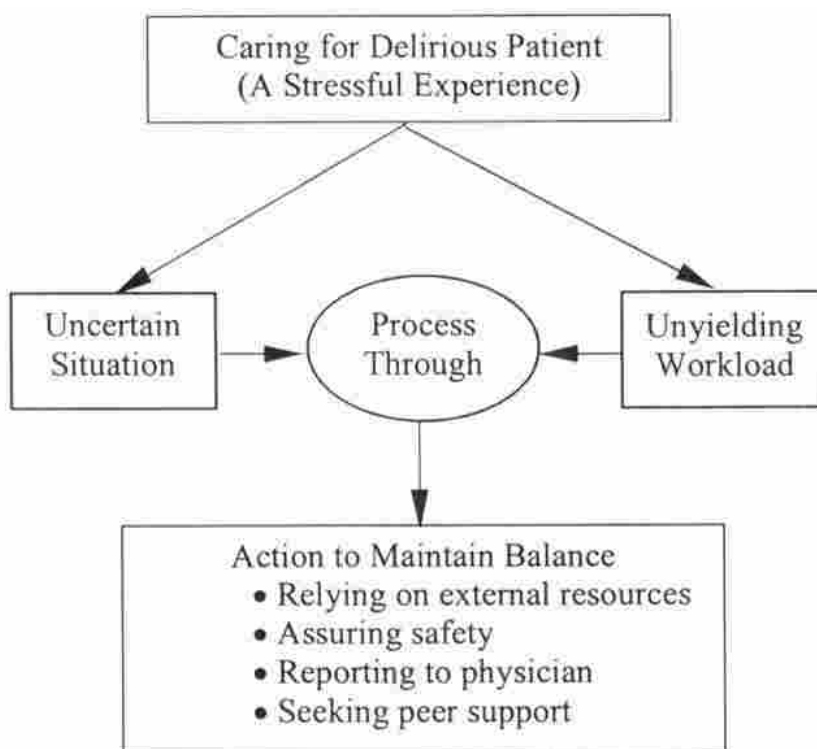 Caring for Delirious Patient
(A Stressful Experience)
Uncertain
Situation
Process
Through
Unyielding
Workload
Action to Maintain Balance
• Relying on external resources
• Assuring safety
• Reporting to physician
• Seeking peer support